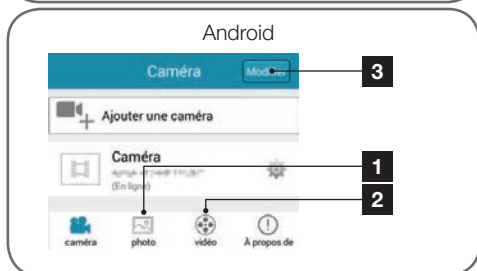 Android
Caméra Modifier 3
Ajouter une caméra
Caméra
(En ligne)
1
2
caméra photo vidéo À propos de